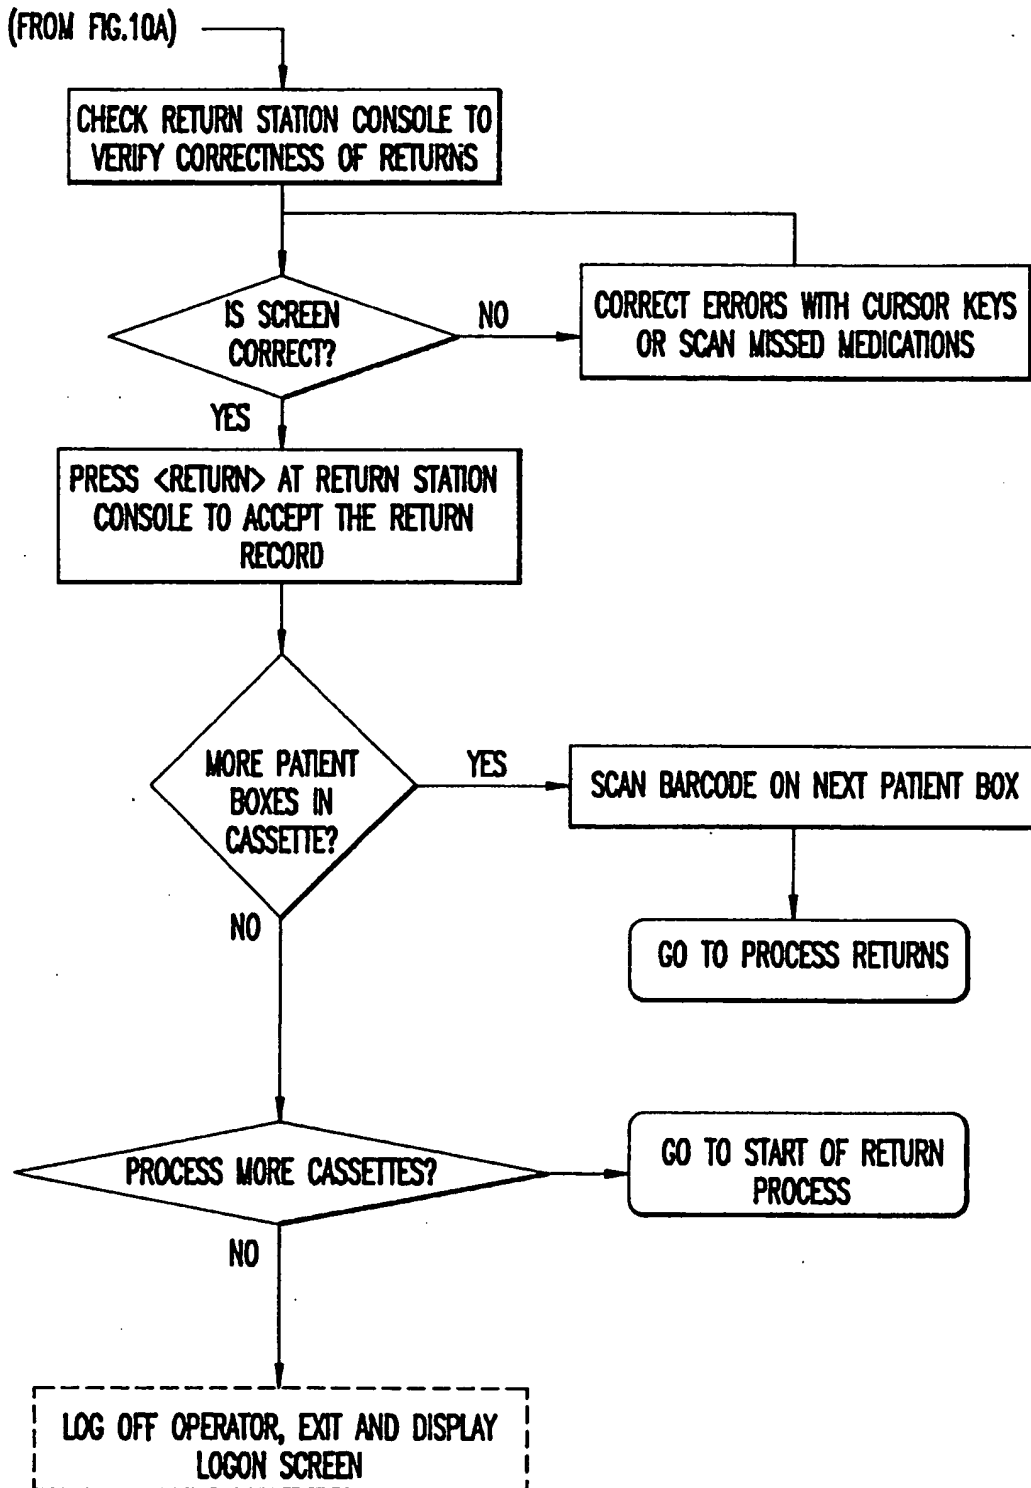 (FROM FIG.10A)
CHECK RETURN STATION CONSOLE TO
VERIFY CORRECTNESS OF RETURNS
IS SCREEN
CORRECT?
NO
CORRECT ERRORS WITH CURSOR KEYS
OR SCAN MISSED MEDICATIONS
YES
PRESS <RETURN> AT RETURN STATION
CONSOLE TO ACCEPT THE RETURN
RECORD
MORE PATIENT
BOXES IN
CASSETTE?
YES
SCAN BARCODE ON NEXT PATIENT BOX
NO
GO TO PROCESS RETURNS
PROCESS MORE CASSETTES?
GO TO START OF RETURN
PROCESS
NO
LOG OFF OPERATOR, EXIT AND DISPLAY
LOGON SCREEN